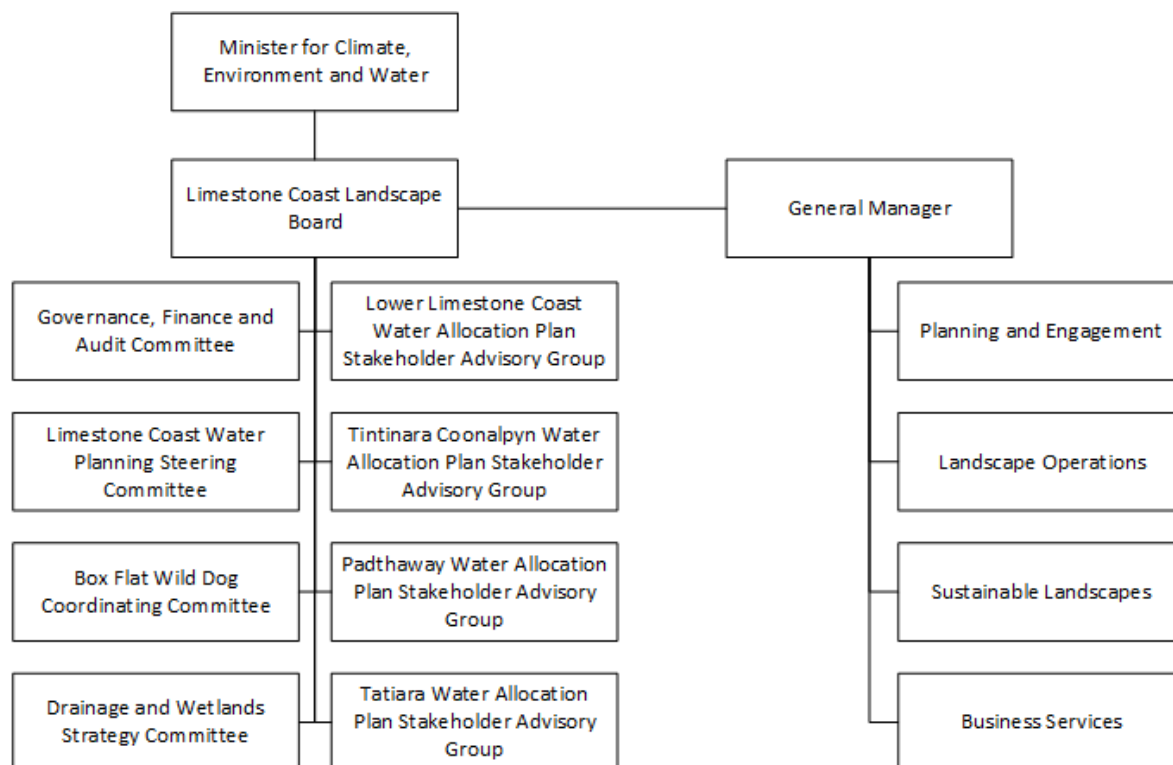 Minister for Climate,
Environment and Water
Limestone Coast Landscape
Board
General Manager
Governance, Finance and
Audit Committee
Lower Limestone Coast
Water Allocation Plan
Stakeholder Advisory Group
Planning and Engagement
Limestone Coast Water
Planning Steering
Committee
Tintinara Coonalpyn Water
Allocation Plan Stakeholder
Advisory Group
Landscape Operations
Box Flat Wild Dog
Coordinating Committee
Padthaway Water Allocation
Plan Stakeholder Advisory
Group
Sustainable Landscapes
Drainage and Wetlands
Strategy Committee
Tatiara Water Allocation
Plan Stakeholder Advisory
Group
Business Services